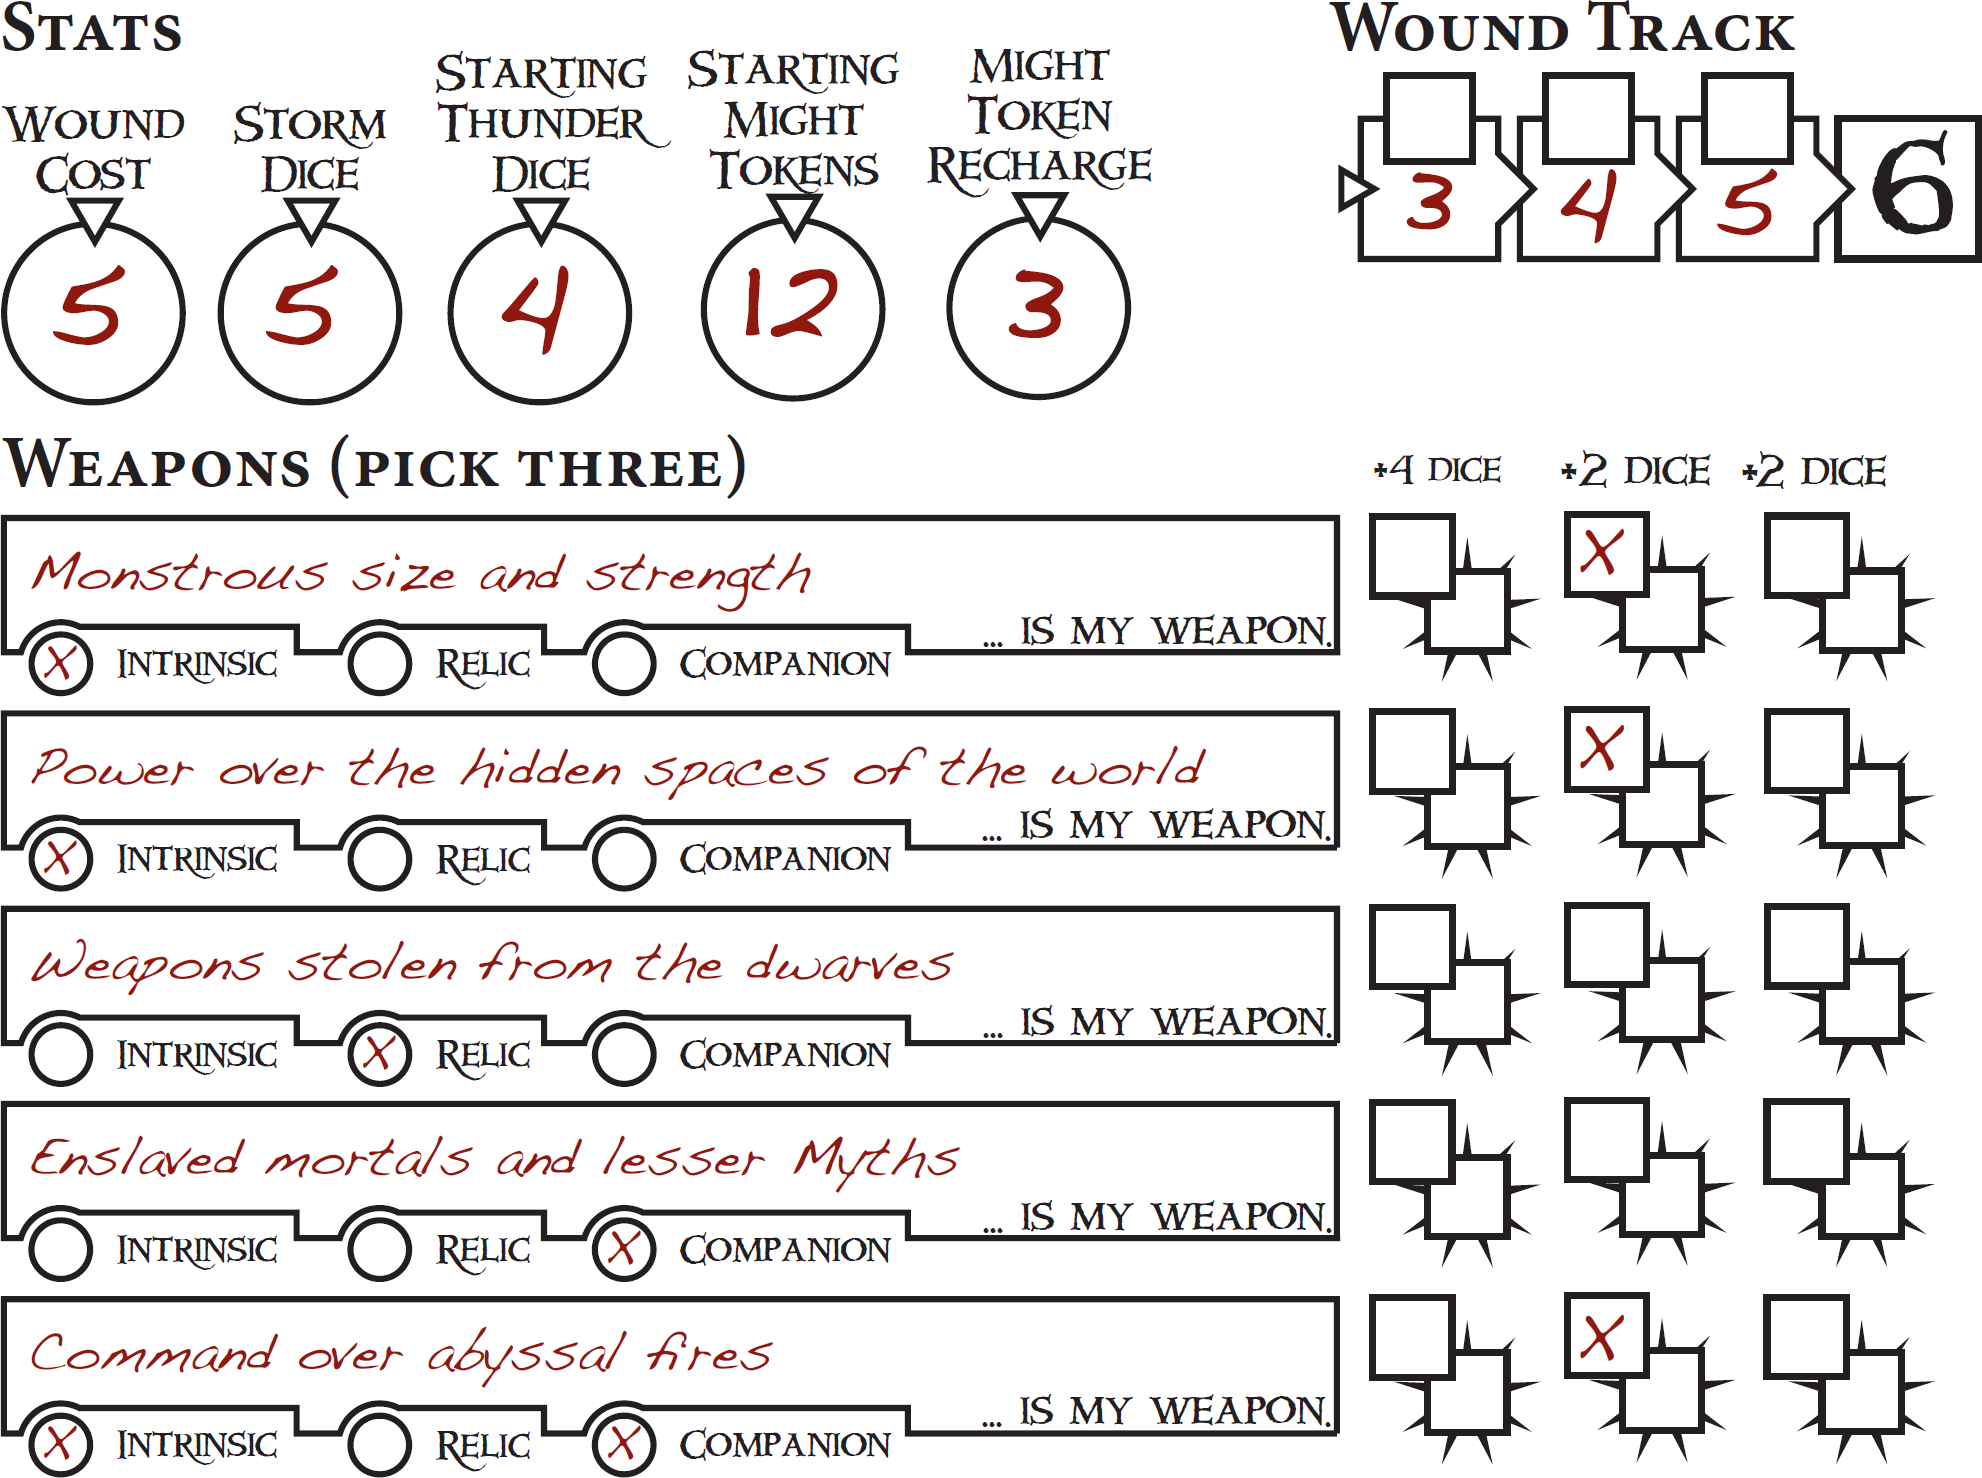 STATS
WOUND TRACK
WOUND COST
STORM DICE
STARTING THUNDER DICE
STARTING MIGHT TOKENS
MIGHT TOKEN RECHARGE
5
5
4
12
3
3
4
5
6
WEAPONS (PICK THREE)
+4 DICE
+2 DICE
+2 DICE
Monstrous size and strength
X
... IS MY WEAPON.
X INTRINSIC
RELIC
COMPANION
Power over the hidden spaces of the world
X
... IS MY WEAPON.
X INTRINSIC
RELIC
COMPANION
Weapons stolen from the dwarves
... IS MY WEAPON.
INTRINSIC
X RELIC
COMPANION
Enslaved mortals and lesser Myths
... IS MY WEAPON.
INTRINSIC
RELIC
X COMPANION
Command over abyssal fires
X
... IS MY WEAPON.
X INTRINSIC
RELIC
X COMPANION